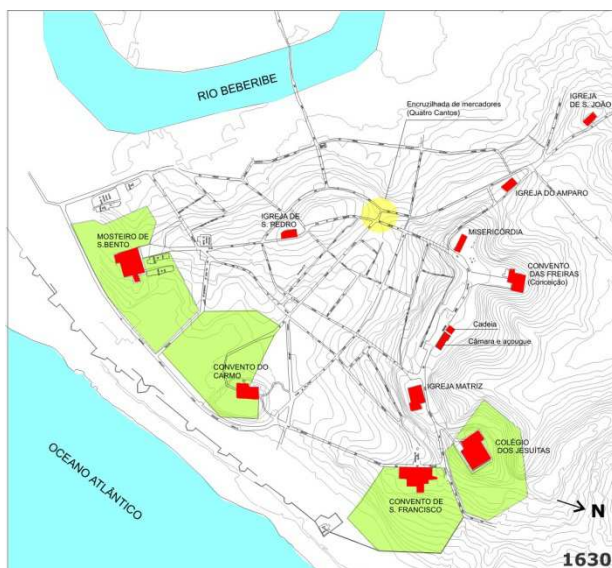 RIO BEBERIBE
IGREJA
DE S. JOÃO
Encruzilhada de mercadores
(Quatro Cantos)
IGREJA DO AMPARO
IGREJA DE
S. PEDRO
MISERICÓRDIA
MOSTEIRO DE
S.BENTO
CONVENTO
DAS FREIRAS
(Conceição)
Cadeia
Câmara e açougue
CONVENTO DO
CARMO
IGREJA MATRIZ
COLÉGIO
DOS JESUÍTAS
OCEANO ATLÂNTICO
CONVENTO DE
S. FRANCISCO
N
1630